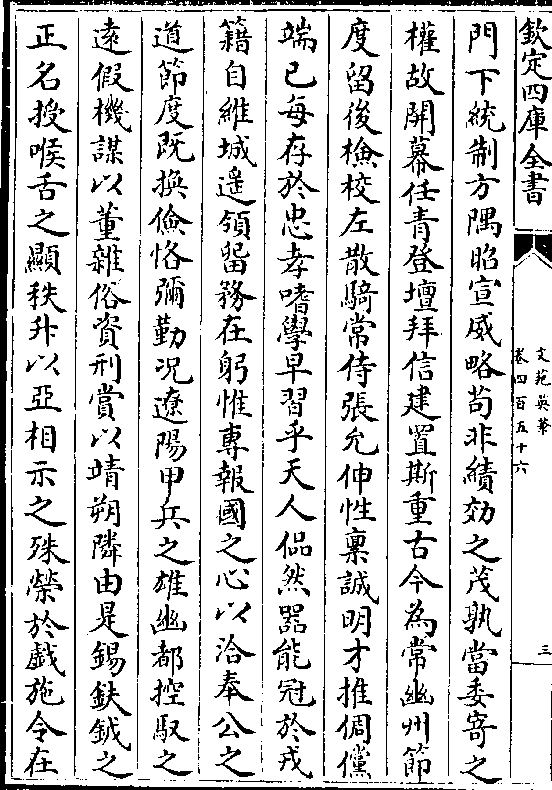 欽定四庫全書
文苑英華
卷四百五十六
三
門下統制方隅昭宣威略苟非績効之茂孰當委寄之
權故開幕任青登壇拜信建置斯重古今為常幽州節
度留後檢校左散騎常侍張允伸性稟誠明才推倜儻
端已每存於忠孝嗜學早習乎天人偘然器能冠於戎
籍自維城遥領留務在躬惟專報國之心以洽奉公之
道節度既換儉恪彌勤况遼陽甲兵之雄幽都控馭之
遠假機謀以董雜俗資刑賞以靖朔隣由是錫鈇鉞之
正名授喉舌之顯秩升以亞相示之殊榮於戲施令在